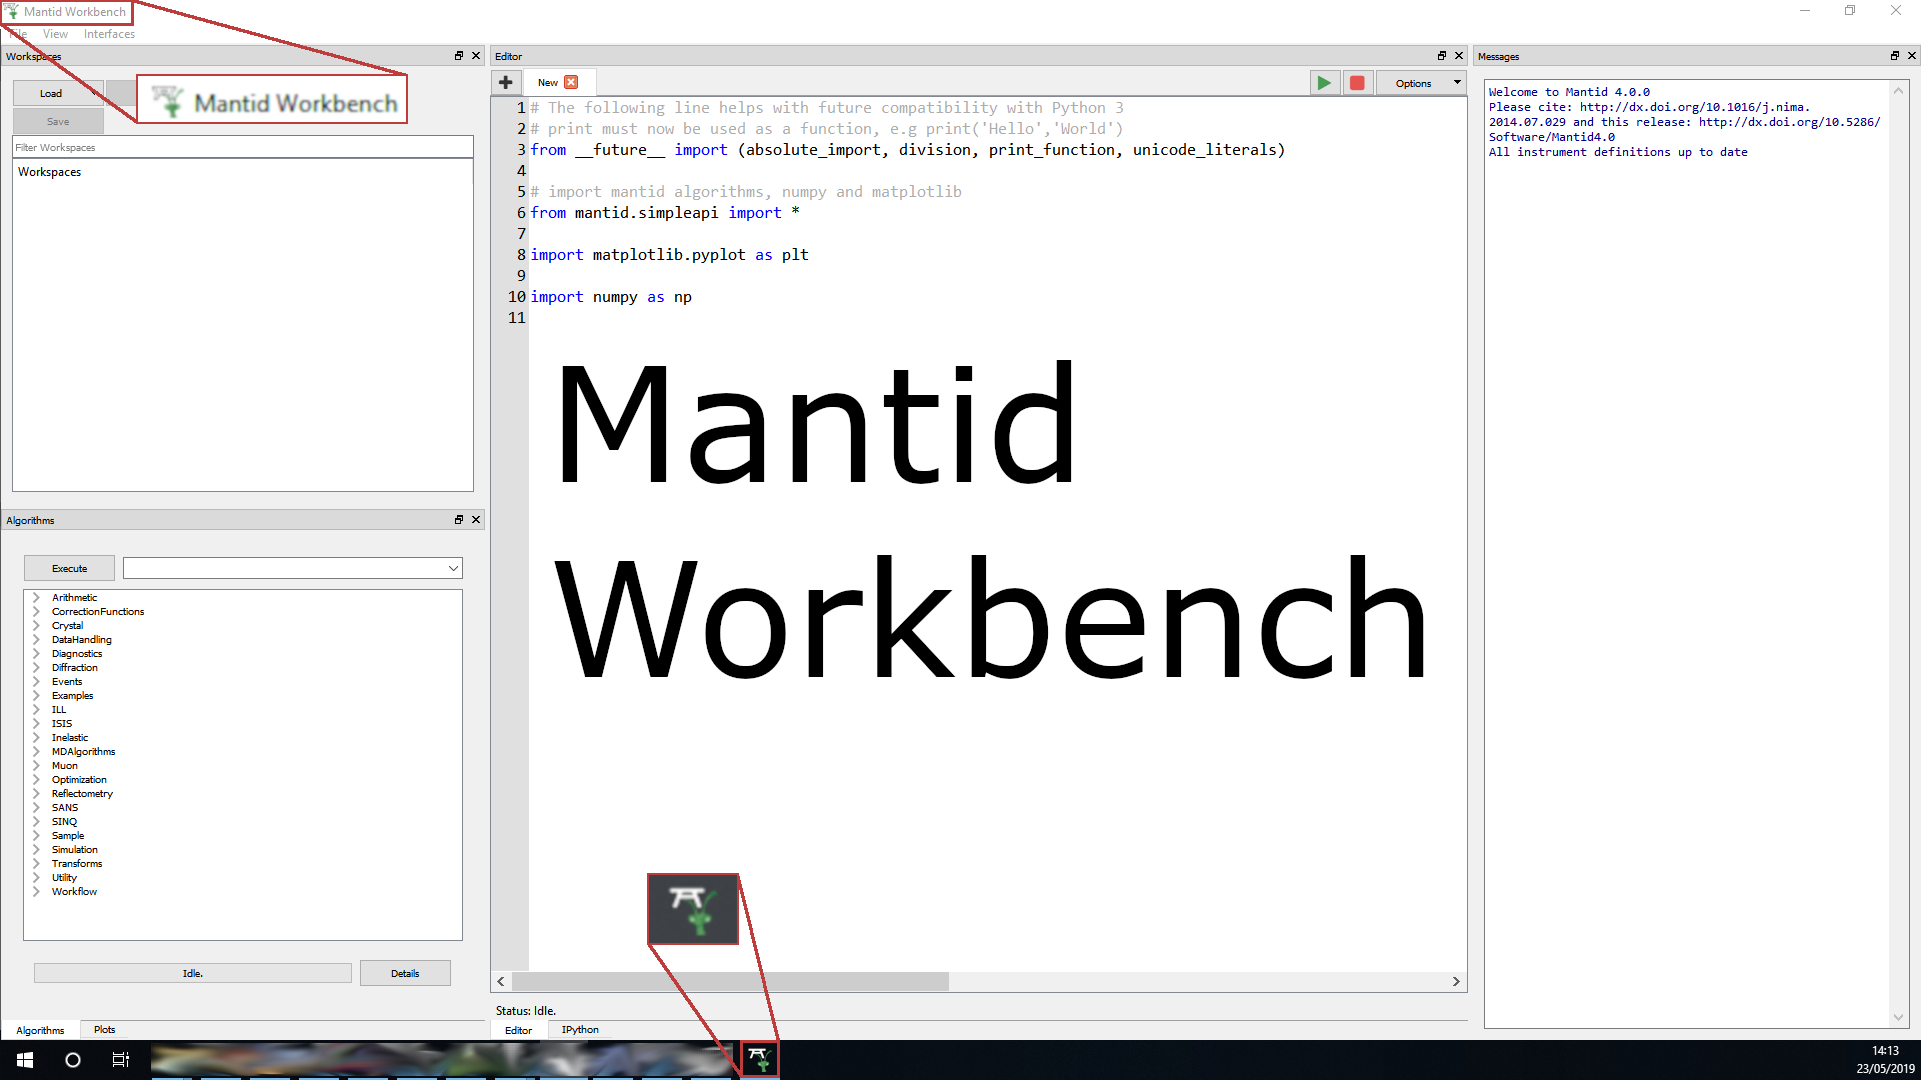 Mantid Workbench
File View Interfaces
Workspaces
Load
Mantid Workbench
Save
Filter Workspaces
Workspaces
Algorithms
Execute
Arithmetic
CorrectionFunctions
Crystal
DataHandling
Diagnostics
Diffraction
Events
Examples
ILL
ISIS
Inelastic
MDAlgorithms
Muon
Optimization
Reflectometry
SANS
SINQ
Sample
Simulation
Transforms
Utility
Workflow
Idle.
Details
Algorithms Plots
Editor
New
Options
1 # The following line helps with future compatibility with Python 3
2 # print must now be used as a function, e.g print('Hello','World')
3 from __future__ import (absolute_import, division, print_function, unicode_literals)
4
5 # import mantid algorithms, numpy and matplotlib
6 from mantid.simpleapi import *
7
8 import matplotlib.pyplot as plt
9
10 import numpy as np
11
Mantid
Workbench
Status: Idle.
Editor IPython
Messages
Welcome to Mantid 4.0.0
Please cite: http://dx.doi.org/10.1016/j.nima.
2014.07.029 and this release: http://dx.doi.org/10.5286/
Software/Mantid4.0
All instrument definitions up to date
14:13
23/05/2019